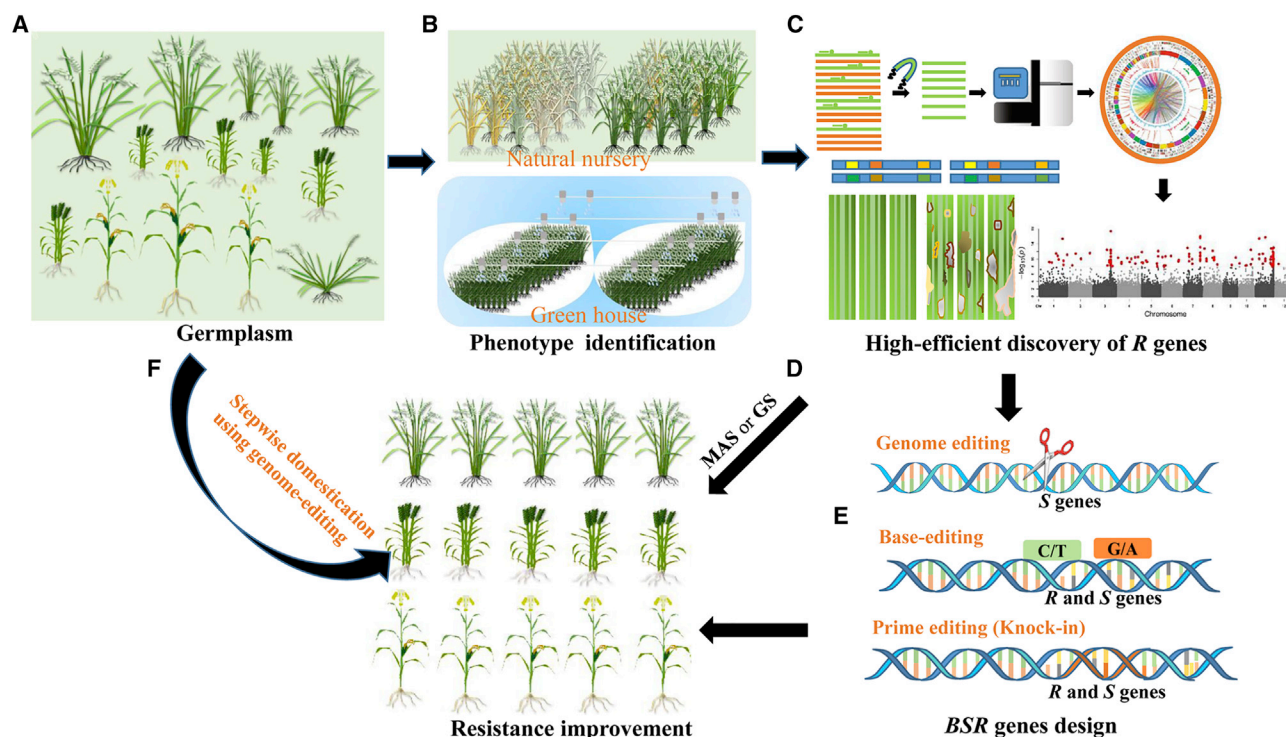 A
B
C
Natural nursery
Green house
Germplasm
Phenotype identification
-log10(p)
Chromosome
High-efficient discovery of R genes
F
D
Stepwise domestication
using genome-editing
MAS or GS
Genome editing
S genes
E
Base-editing
C/T
G/A
R and S genes
Prime editing (Knock-in)
R and S genes
Resistance improvement
BSR genes design